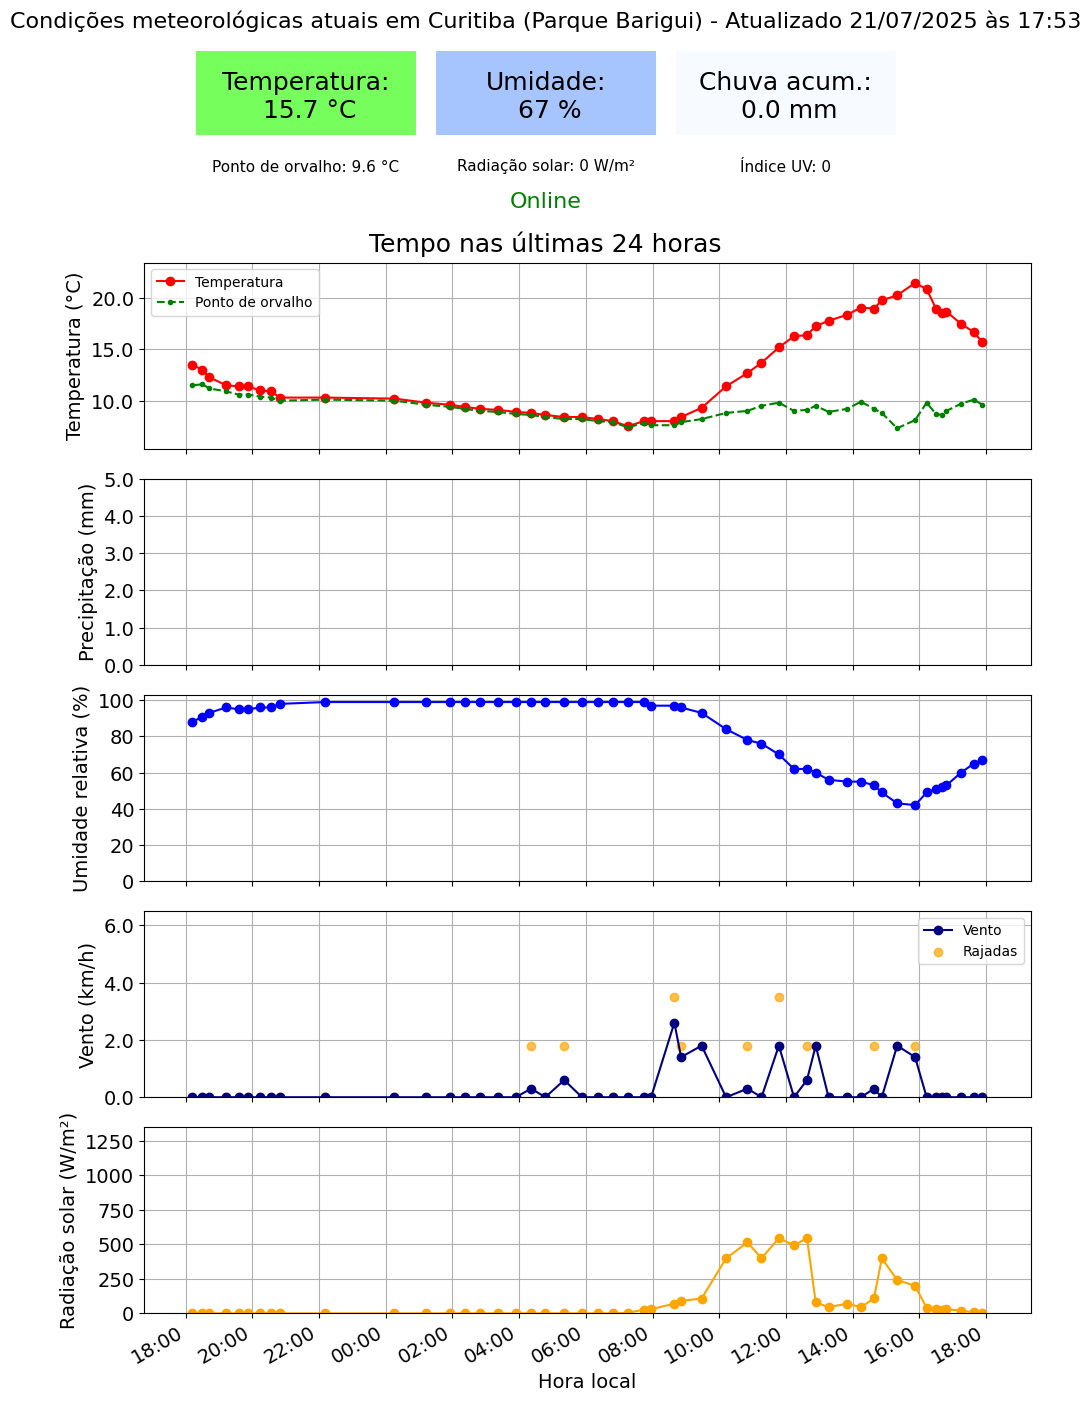 Condições meteorológicas atuais em Curitiba (Parque Barigui) - Atualizado 21/07/2025 às 17:53
Temperatura:
15.7 °C
Umidade:
67 %
Chuva acum.:
0.0 mm
Ponto de orvalho: 9.6 °C
Radiação solar: 0 W/m²
Índice UV: 0
Online
Tempo nas últimas 24 horas
Temperatura (°C)
20.0
15.0
10.0
Temperatura
Ponto de orvalho
Precipitação (mm)
5.0
4.0
3.0
2.0
1.0
0.0
Umidade relativa (%)
100
80
60
40
20
0
Vento (km/h)
6.0
4.0
2.0
0.0
Vento
Rajadas
Radiação solar (W/m²)
1250
1000
750
500
250
0
18:00
20:00
22:00
00:00
02:00
04:00
06:00
08:00
10:00
12:00
14:00
16:00
18:00
Hora local